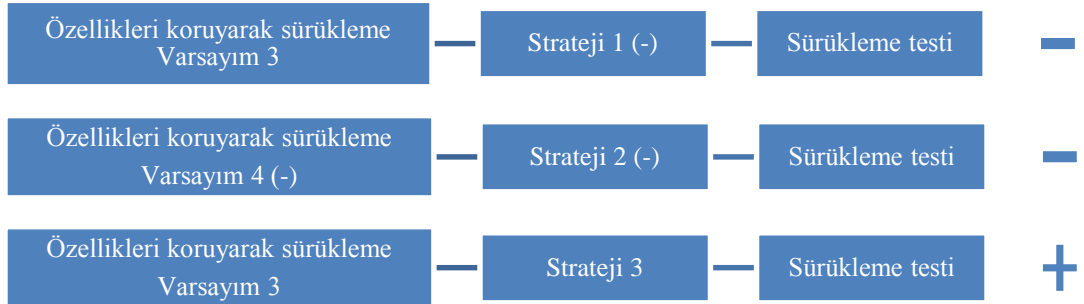 Özellikleri koruyarak sürükleme
Varsayım 3
Strateji 1 (-)
Sürükleme testi
-
Özellikleri koruyarak sürükleme
Varsayım 4 (-)
Strateji 2 (-)
Sürükleme testi
-
Özellikleri koruyarak sürükleme
Varsayım 3
Strateji 3
Sürükleme testi
+